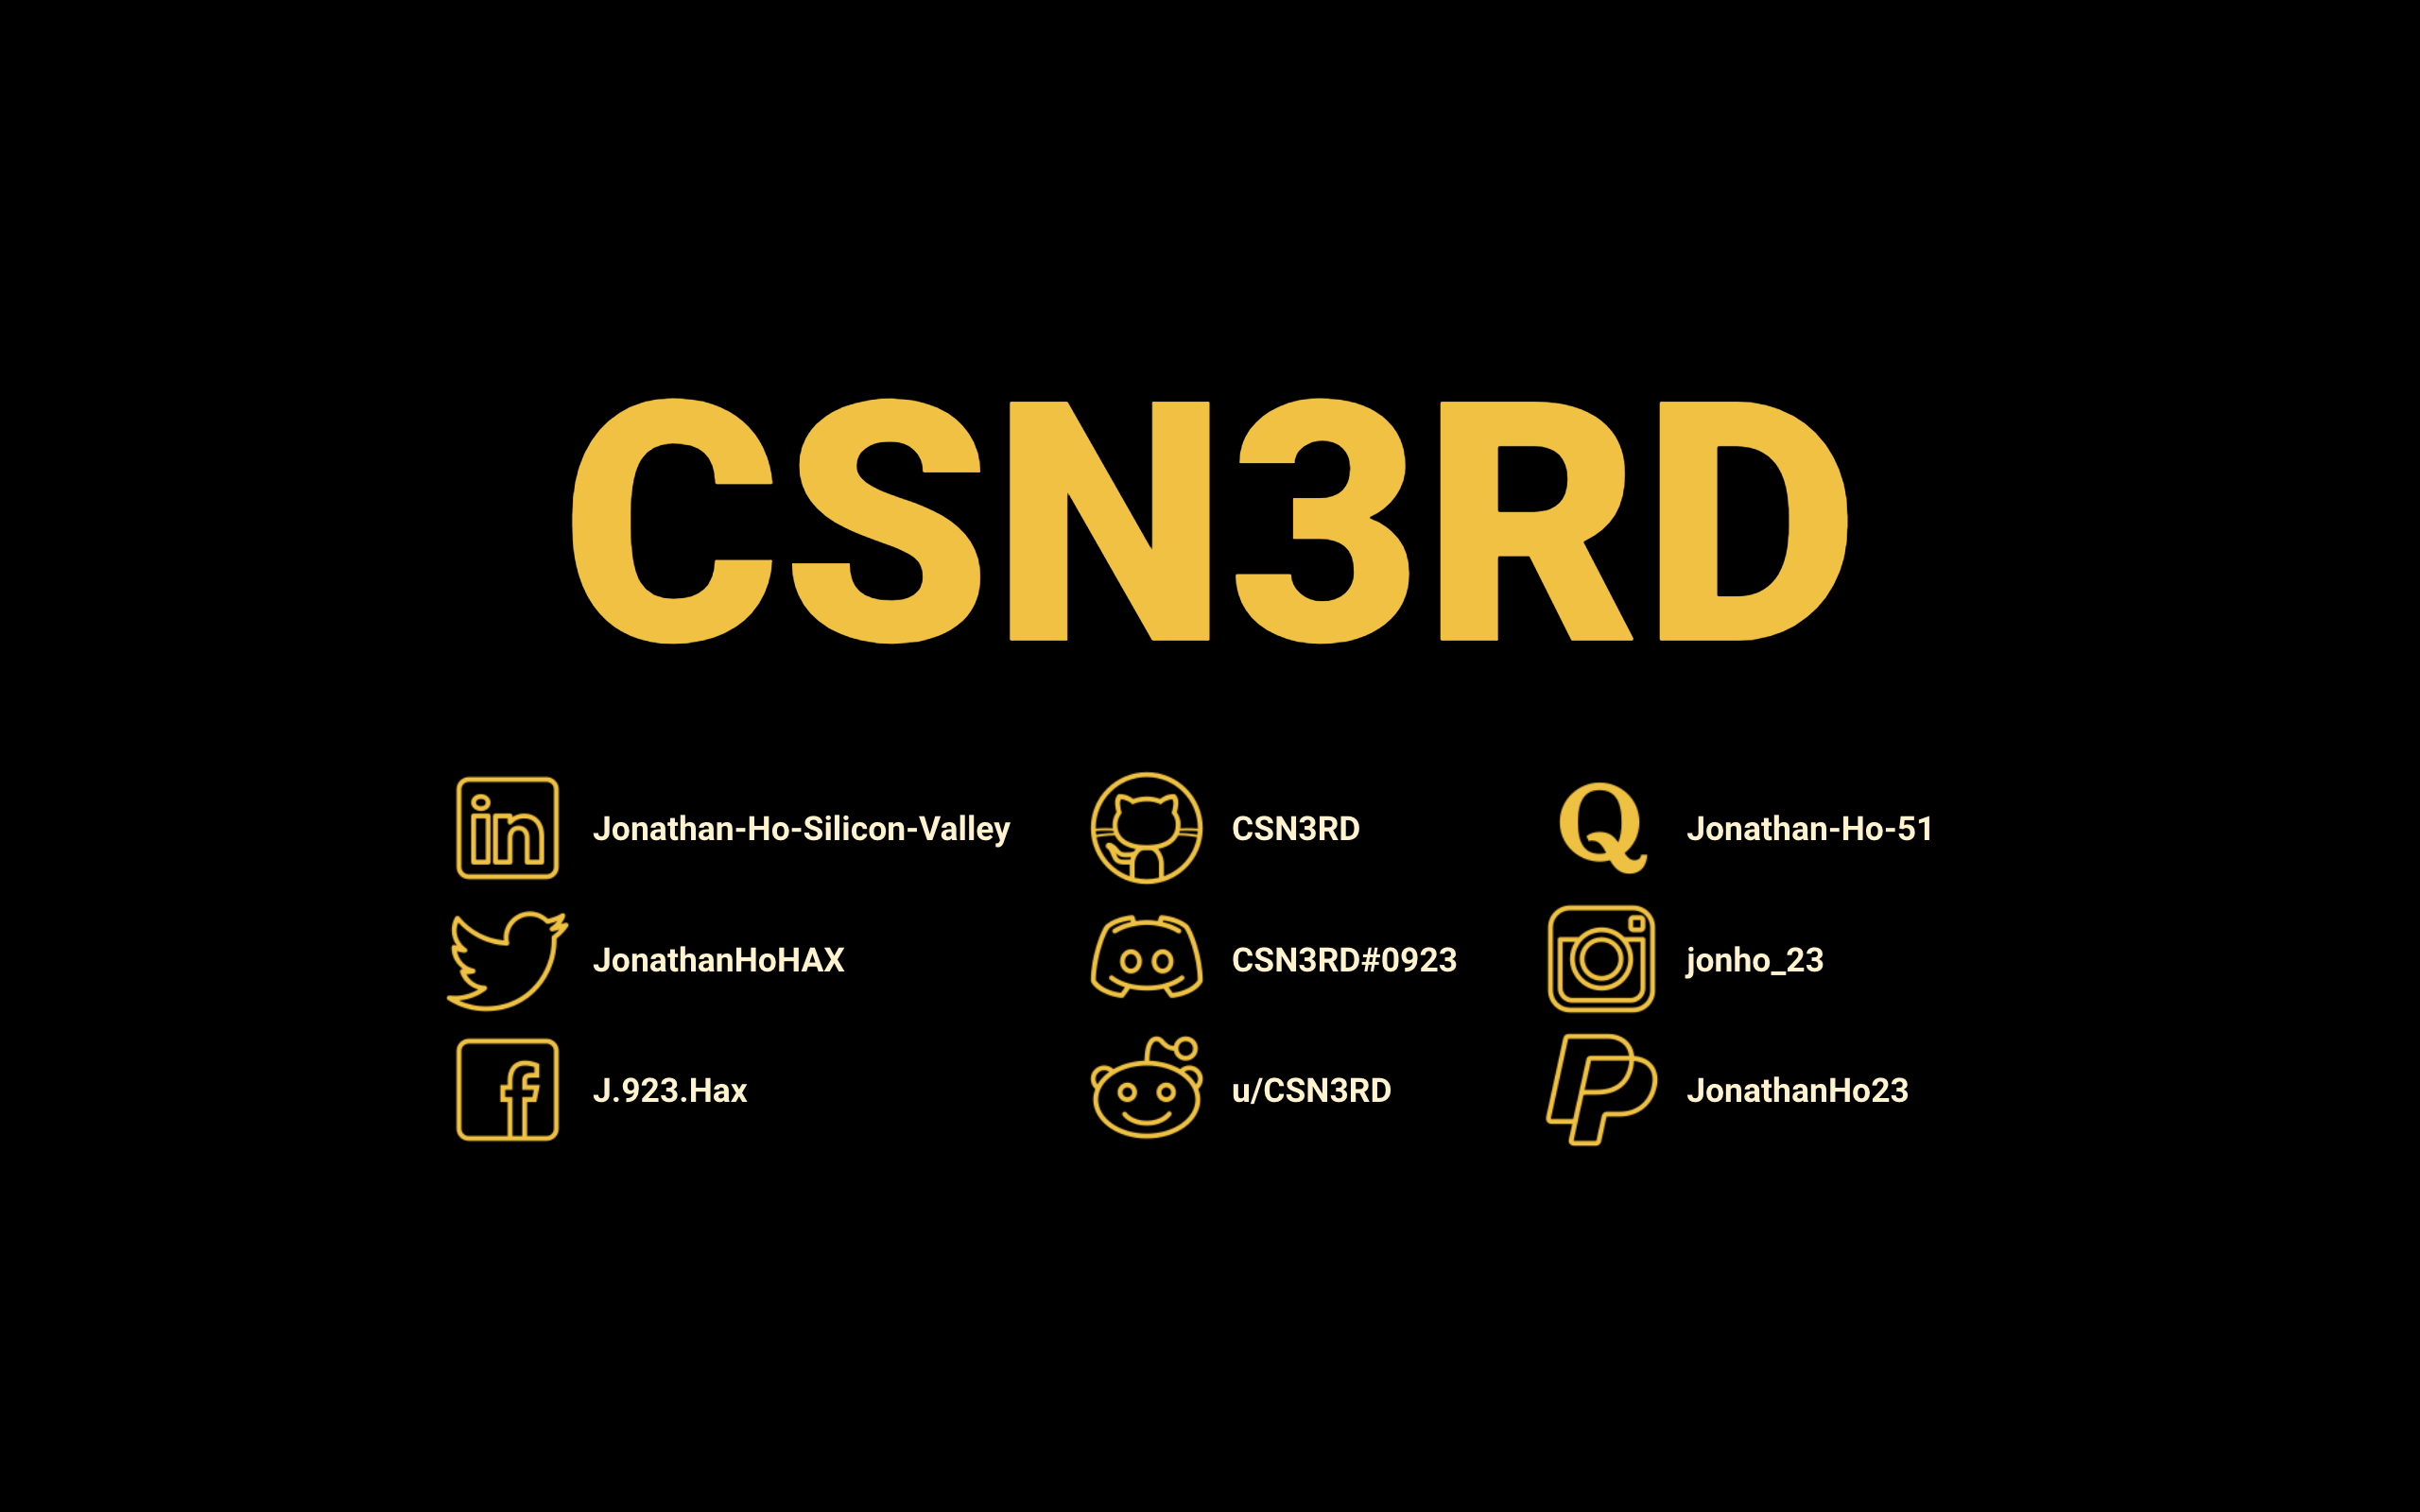 CSN3RD
Jonathan-Ho-Silicon-Valley
CSN3RD
Jonathan-Ho-51
JonathanHoHAX
CSN3RD#0923
jonho_23
J.923.Hax
u/CSN3RD
JonathanHo23